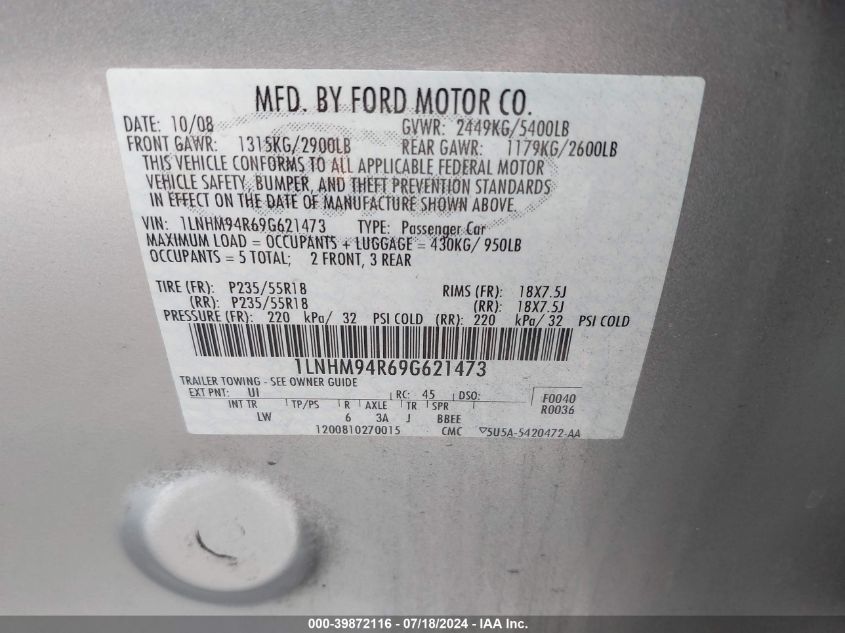 MFD. BY FORD MOTOR CO.
DATE: 10/08 GVWR: 2449KG/5400LB
FRONT GAWR: 1315KG/2900LB REAR GAWR: 1179KG/2600LB
THIS VEHICLE CONFORMS TO ALL APPLICABLE FEDERAL MOTOR
VEHICLE SAFETY, BUMPER, AND THEFT PREVENTION STANDARDS
IN EFFECT ON THE DATE OF MANUFACTURE SHOWN ABOVE.
VIN: 1LNHM94R69G621473 TYPE: Passenger Car
MAXIMUM LOAD = OCCUPANTS + LUGGAGE = 430KG/ 950LB
OCCUPANTS = 5 TOTAL; 2 FRONT, 3 REAR
TIRE (FR): P235/55R18 RIMS (FR): 18X7.5J
(RR): P235/55R18 (RR): 18X7.5J
PRESSURE (FR): 220 kPa/ 32 PSI COLD (RR): 220 kPa/ 32 PSI COLD
1LNHM94R69G621473
TRAILER TOWING - SEE OWNER GUIDE
EXT PNT: UI RC: 45 DSO: F0040
INT TR TP/PS R AXLE TR SPR R0036
LW 6 3A J BBEE
1200810270015 CMC ▽5U5A-5420472-AA
000-39872116 - 07/18/2024 - IAA Inc.